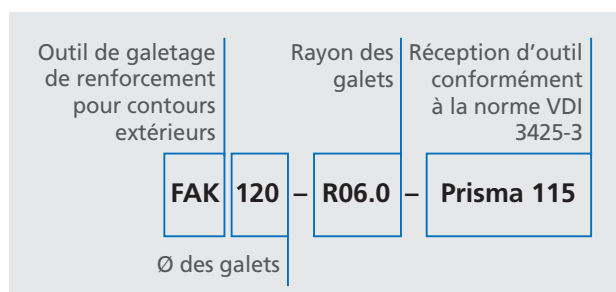 Outil de galetage
de renforcement
pour contours
extérieurs
Rayon des
galets
Réception d’outil
conformément
à la norme VDI
3425-3
FAK 120 – R06.0 – Prisma 115
Ø des galets